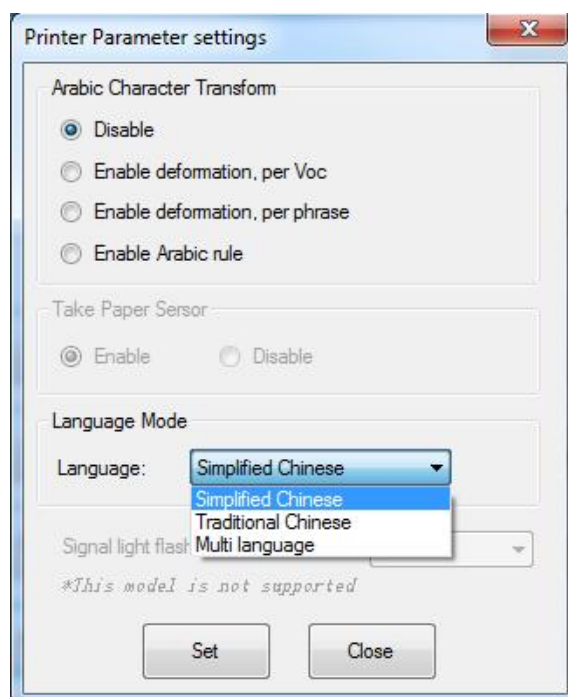 Printer Parameter settings
Arabic Character Transform
Disable
Enable deformation, per Voc
Enable deformation, per phrase
Enable Arabic rule
Take Paper Sersor
Enable Disable
Language Mode
Language: Simplified Chinese
Simplified Chinese
Traditional Chinese
Multi language
Signal light flash
*This model is not supported
Set Close